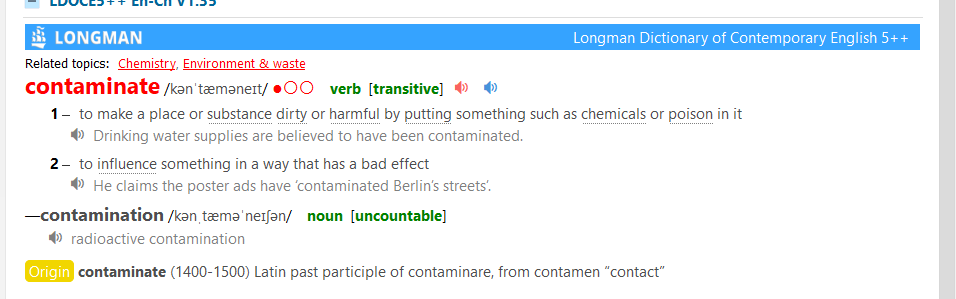 LDOCE5++ En-Cn V1.35
LONGMAN Longman Dictionary of Contemporary English 5++
Related topics: Chemistry, Environment & waste
contaminate /kənˈtæməneɪt/ ●○○ verb [transitive]
1 – to make a place or substance dirty or harmful by putting something such as chemicals or poison in it
Drinking water supplies are believed to have been contaminated.
2 – to influence something in a way that has a bad effect
He claims the poster ads have ‘contaminated Berlin’s streets’.
—contamination /kənˌtæməˈneɪʃən/ noun [uncountable]
radioactive contamination
Origin contaminate (1400-1500) Latin past participle of contaminare, from contamen “contact”